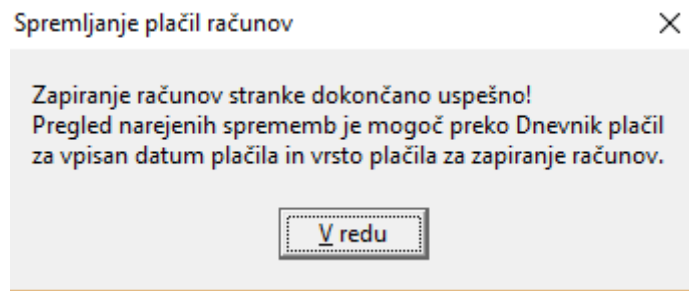 Spremljanje plačil računov
Zapiranje računov stranke dokončano uspešno!
Pregled narejenih sprememb je mogoč preko Dnevnik plačil
za vpisan datum plačila in vrsto plačila za zapiranje računov.
V redu